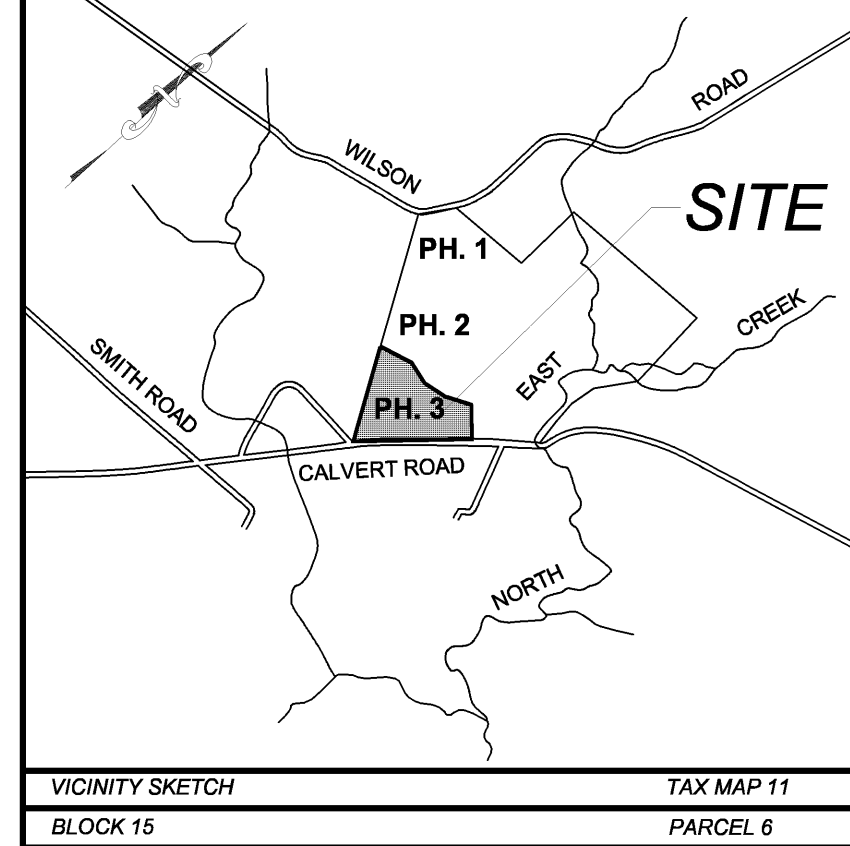 WILSON
ROAD
SITE
PH. 1
PH. 2
CREEK
SMITH ROAD
EAST
PH. 3
CALVERT ROAD
NORTH
VICINITY SKETCH
TAX MAP 11
BLOCK 15
PARCEL 6